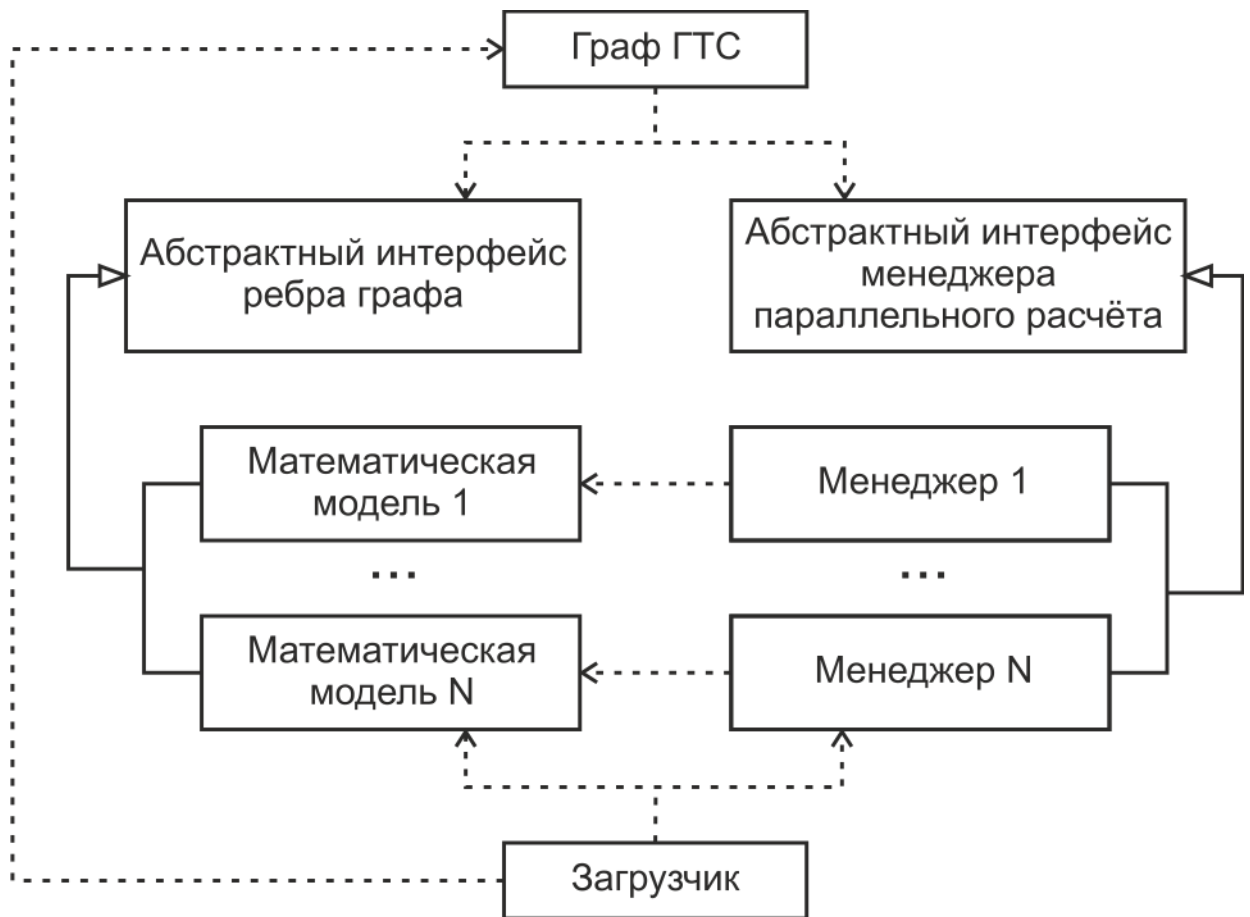 Граф ГТС
Абстрактный интерфейс
ребра графа
Абстрактный интерфейс
менеджера
параллельного расчёта
Математическая
модель 1
Менеджер 1
...
...
Математическая
модель N
Менеджер N
Загрузчик